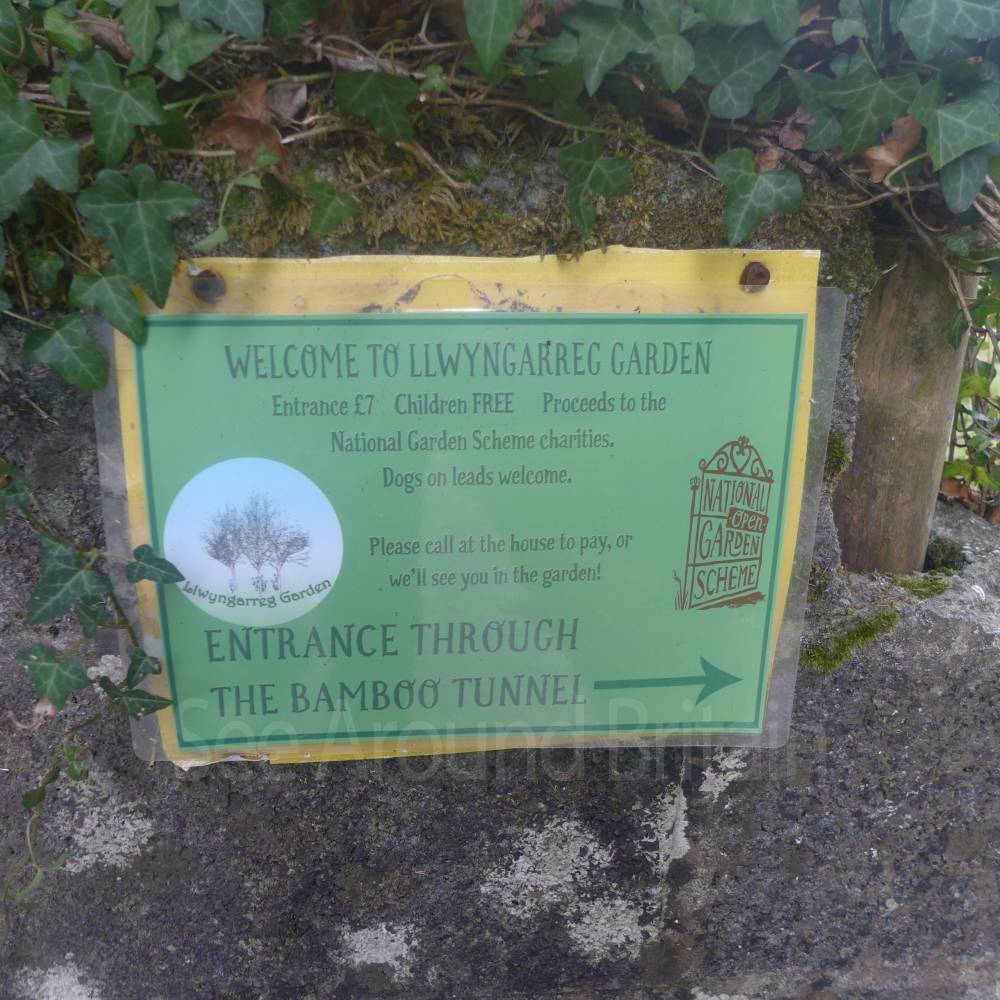 WELCOME TO LLWYNGARREG GARDEN
Entrance £7 Children FREE Proceeds to the
National Garden Scheme charities.
Dogs on leads welcome.
Please call at the house to pay, or
we'll see you in the garden!
Llwyngarreg Garden
NATIONAL
Open
GARDEN
SCHEME
ENTRANCE THROUGH
THE BAMBOO TUNNEL
See Around Britain